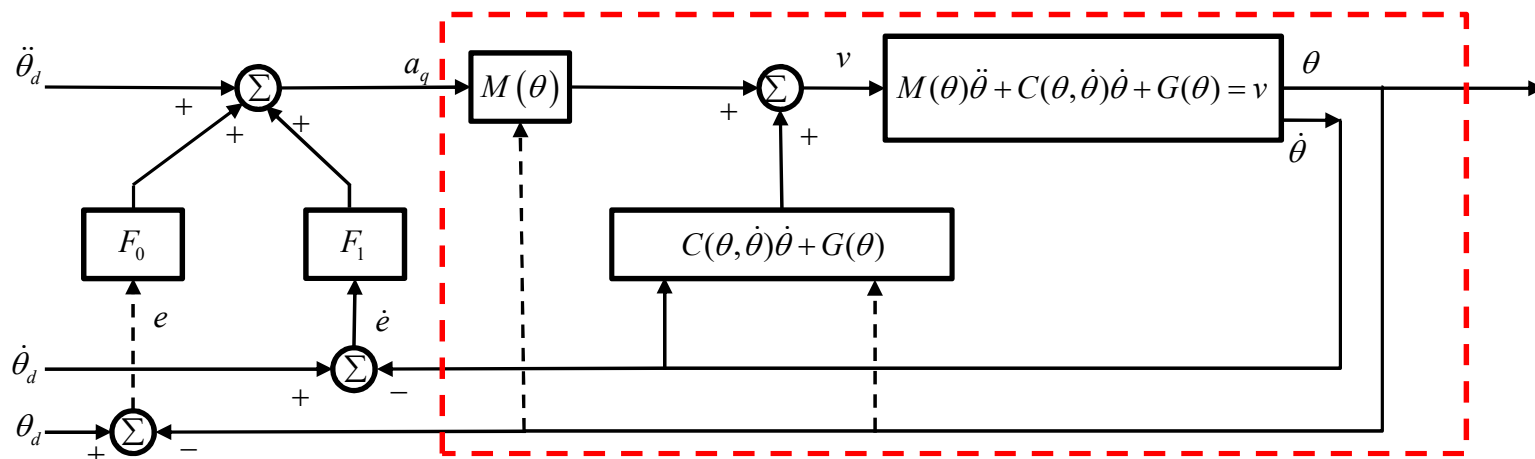 θ̈_d
+
+
+
Σ
a_q
M(θ)
+
+
Σ
v
M(θ)θ̈ + C(θ, θ̇)θ̇ + G(θ) = v
θ
θ̇
F_0
F_1
C(θ, θ̇)θ̇ + G(θ)
e
ė
θ̇_d
+
Σ
−
θ_d
+
Σ
−